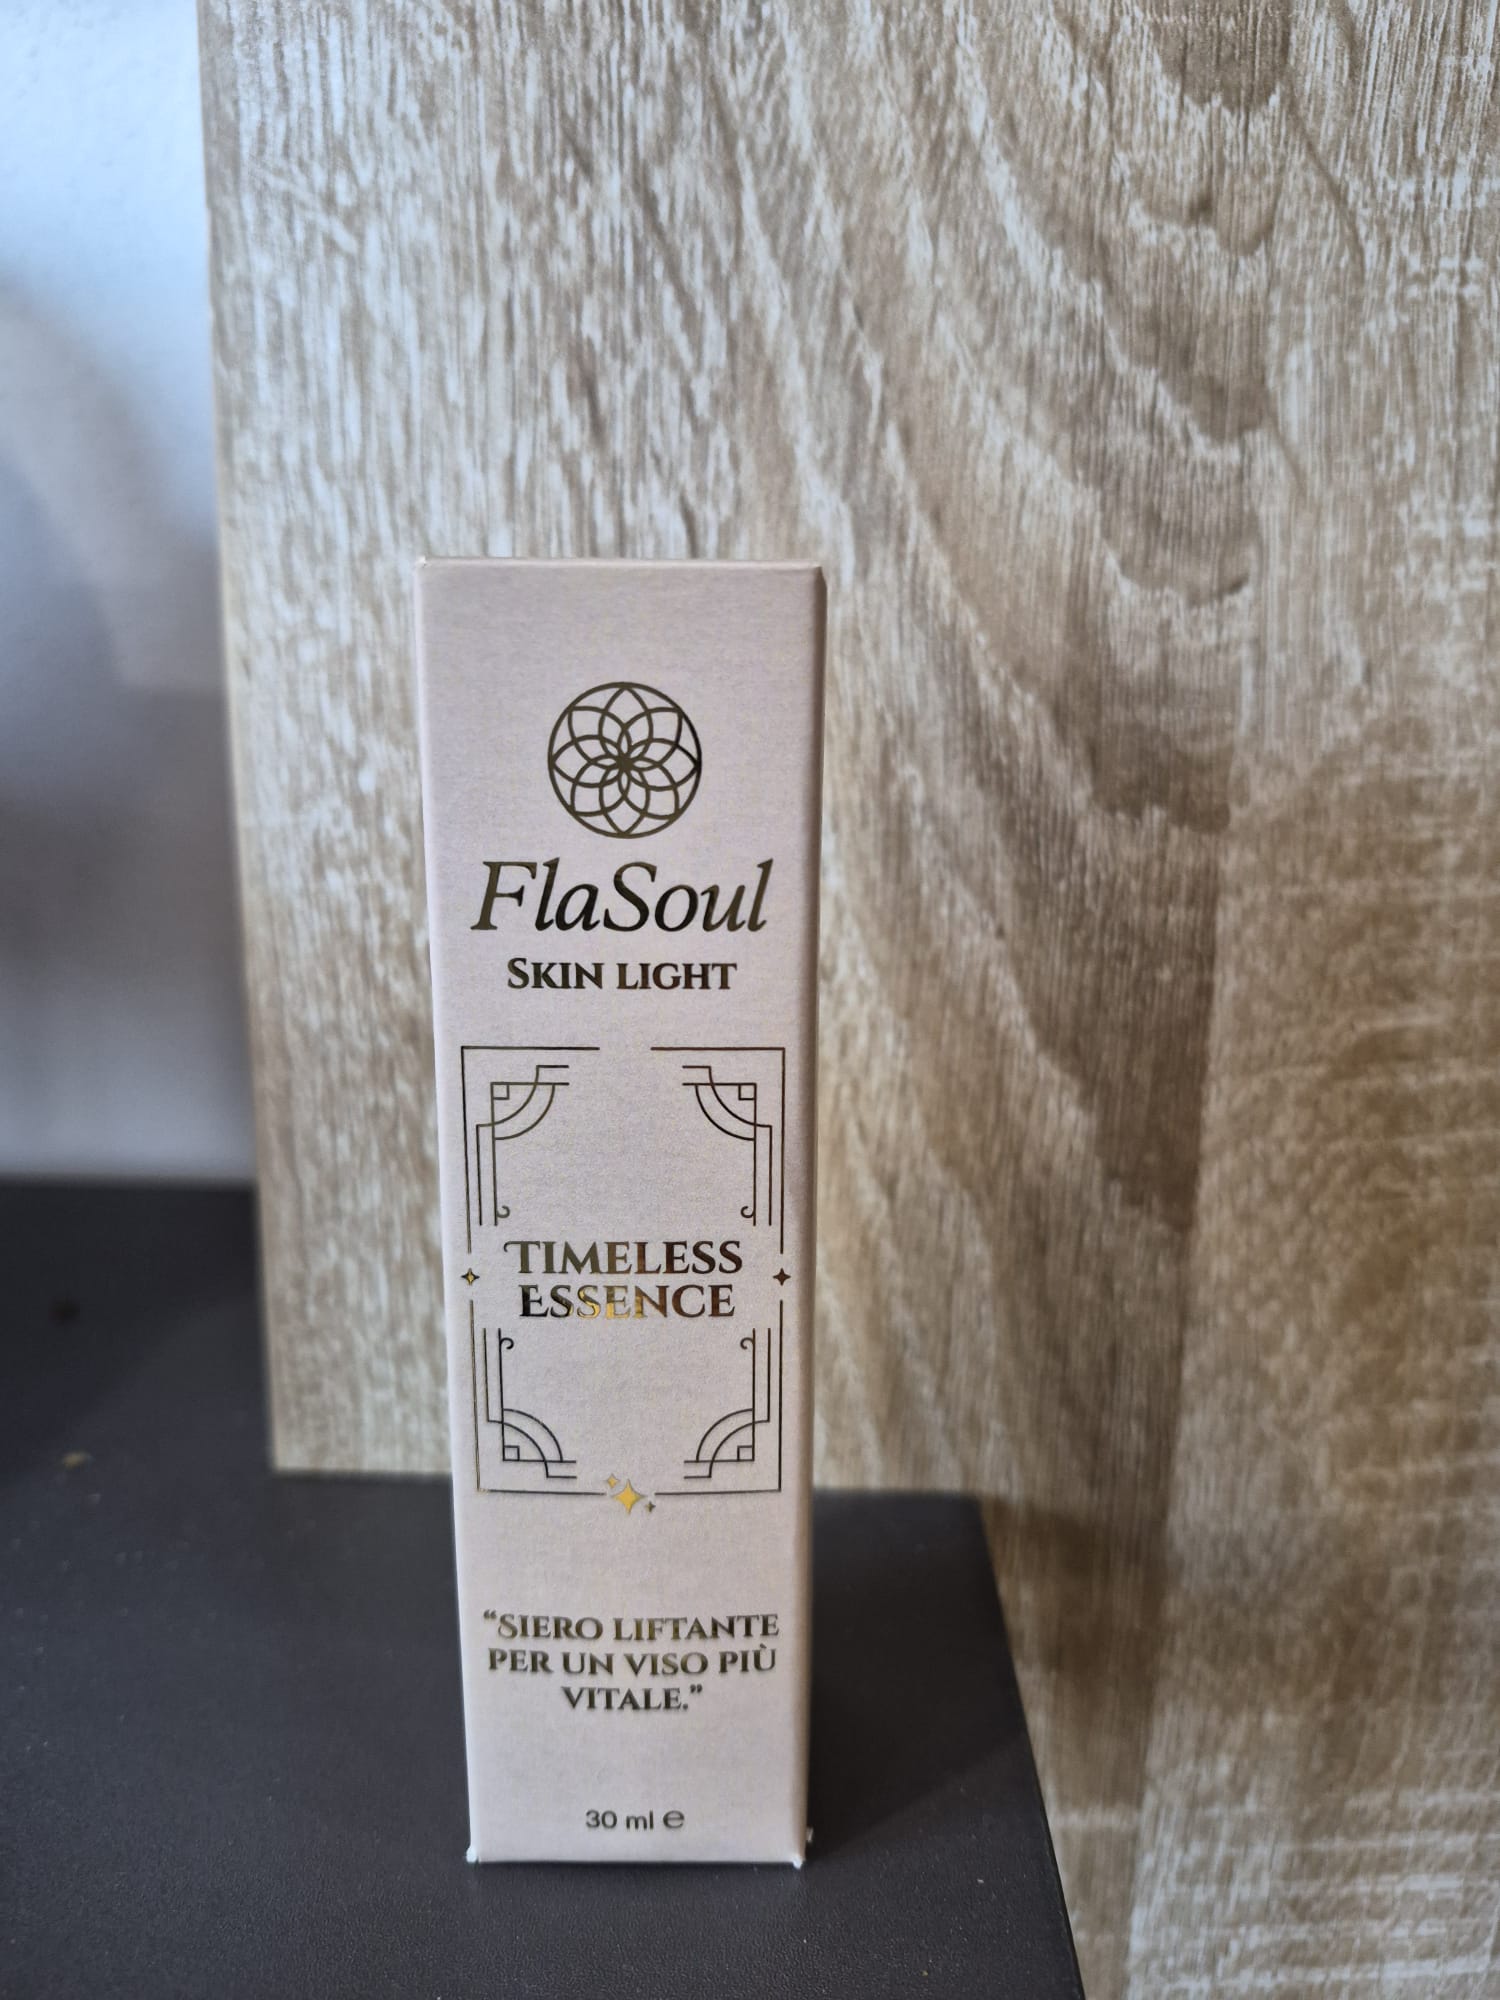 FlaSoul
SKIN LIGHT
TIMELESS
ESSENCE
“SIERO LIFTANTE
PER UN VISO PIÙ
VITALE.”
30 ml ℮